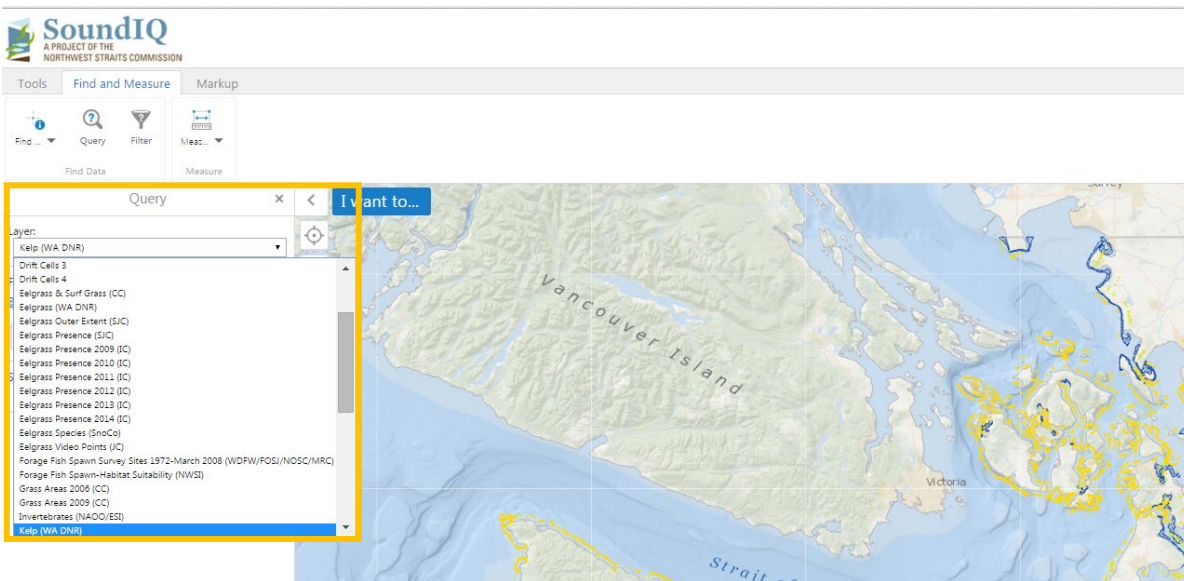 SoundIQ
A PROJECT OF THE
NORTHWEST STRAITS COMMISSION
Tools Find and Measure Markup
Find ... Query Filter Meas...
Find Data Measure
Query
I want to...
Layer:
Kelp (WA DNR)
Drift Cells 3
Drift Cells 4
Eelgrass & Surf Grass (CC)
Eelgrass (WA DNR)
Eelgrass Outer Extent (SJC)
Eelgrass Presence (SJC)
Eelgrass Presence 2009 (IC)
Eelgrass Presence 2010 (IC)
Eelgrass Presence 2011 (IC)
Eelgrass Presence 2012 (IC)
Eelgrass Presence 2013 (IC)
Eelgrass Presence 2014 (IC)
Eelgrass Species (SnoCo)
Eelgrass Video Points (JC)
Forage Fish Spawn Survey Sites 1972-March 2008 (WDFW/FOSJ/NOSC/MRC)
Forage Fish Spawn-Habitat Suitability (NWSI)
Grass Areas 2006 (CC)
Grass Areas 2009 (CC)
Invertebrates (NAOO/ESI)
Kelp (WA DNR)
Vancouver Island
Victoria
Strait